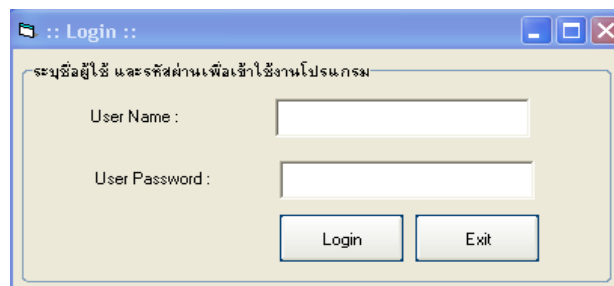 :: Login ::
ระบุชื่อผู้ใช้ และรหัสผ่านเพื่อเข้าใช้งานโปรแกรม
User Name :
User Password :
Login Exit